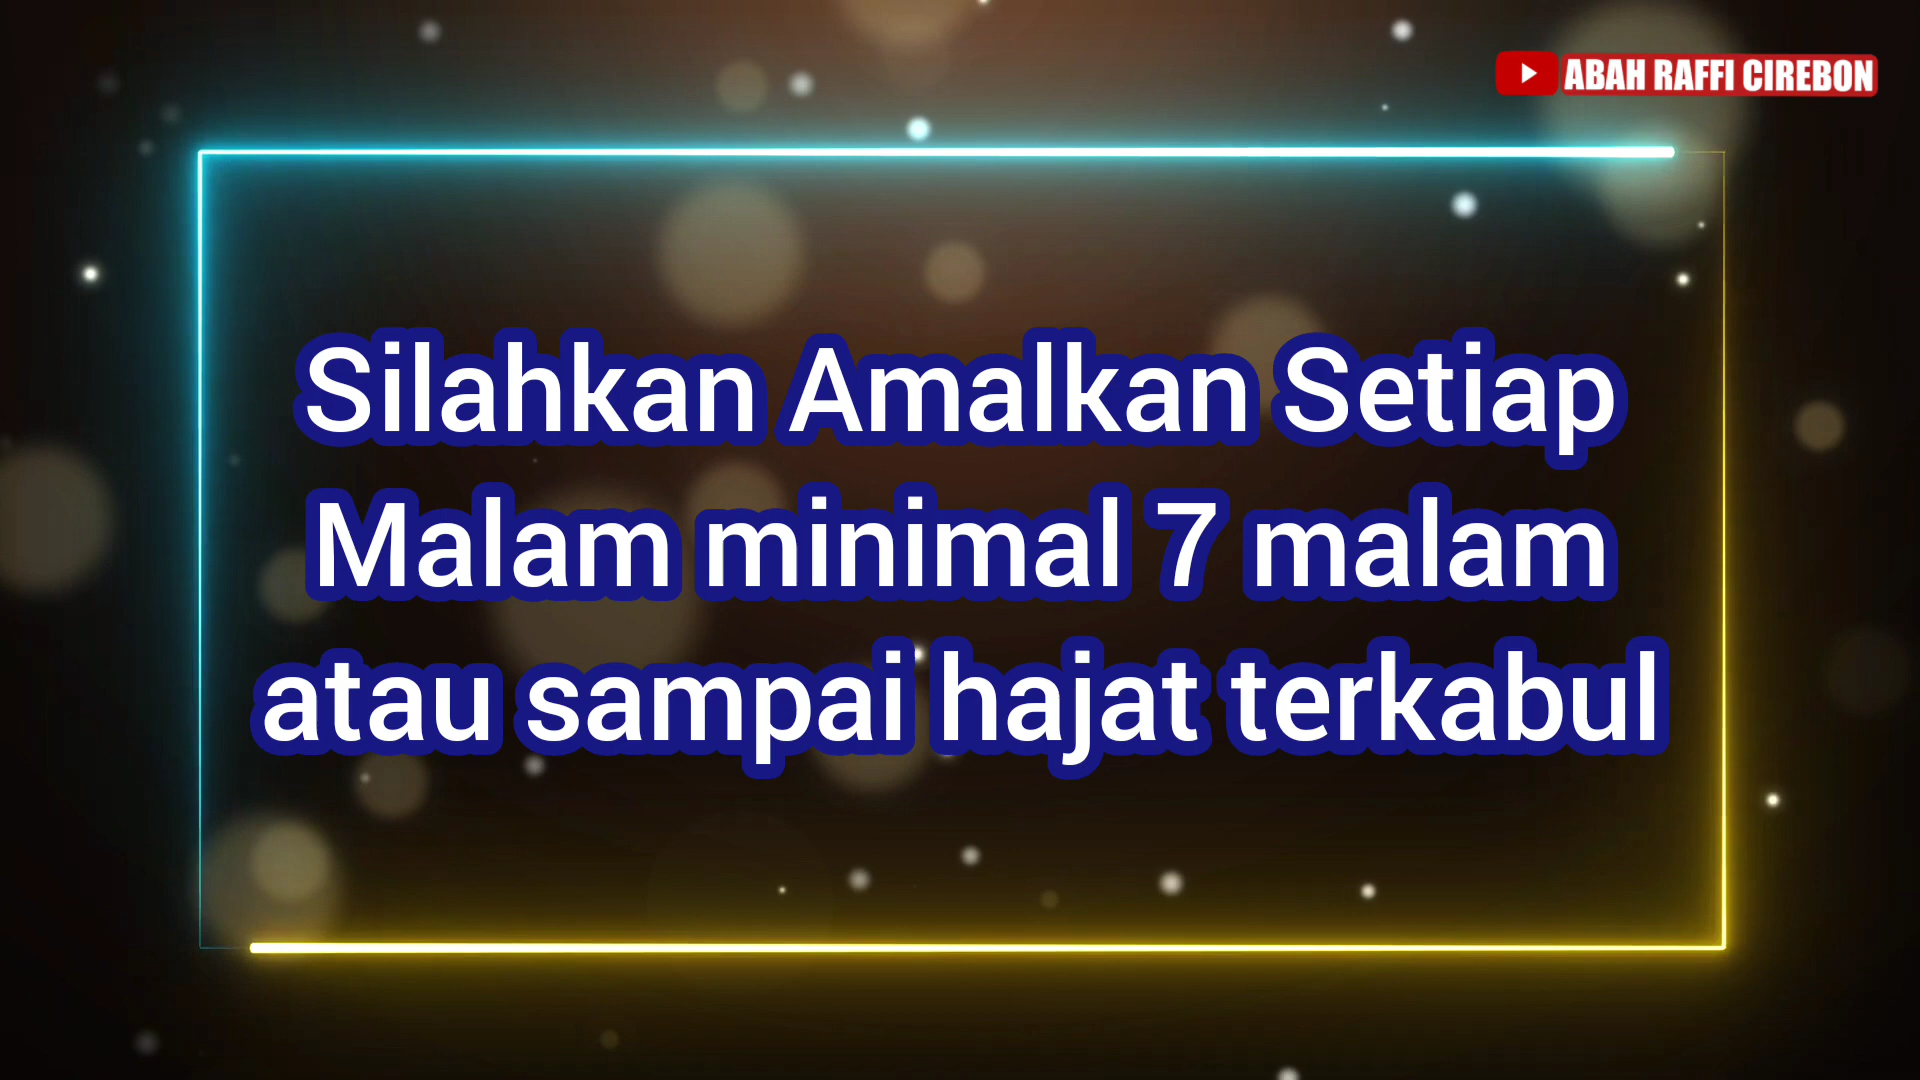 ABAH RAFFI CIREBON
Silahkan Amalkan Setiap
Malam minimal 7 malam
atau sampai hajat terkabul